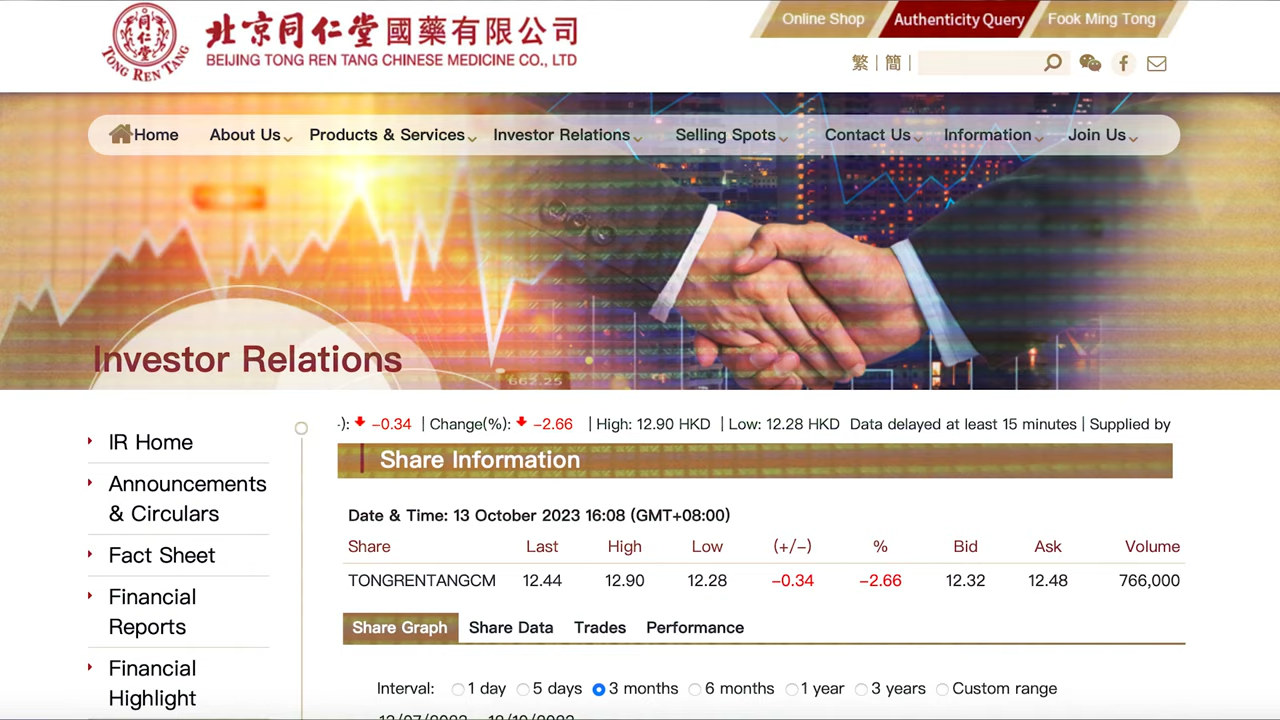 Online Shop
Authenticity Query
Fook Ming Tong
同仁堂
TONG REN TANG
北京同仁堂國藥有限公司
BEIJING TONG REN TANG CHINESE MEDICINE CO., LTD
繁 | 簡 |
Home About Us Products & Services Investor Relations Selling Spots Contact Us Information Join Us
662.25
Investor Relations
-): -0.34 | Change(%): -2.66 | High: 12.90 HKD | Low: 12.28 HKD Data delayed at least 15 minutes | Supplied by
IR Home
Announcements
& Circulars
Fact Sheet
Financial
Reports
Financial
Highlight
Share Information
Date & Time: 13 October 2023 16:08 (GMT+08:00)
Share Last High Low (+/-) % Bid Ask Volume
TONGRENTANGCM 12.44 12.90 12.28 -0.34 -2.66 12.32 12.48 766,000
Share Graph Share Data Trades Performance
Interval: 1 day 5 days 3 months 6 months 1 year 3 years Custom range